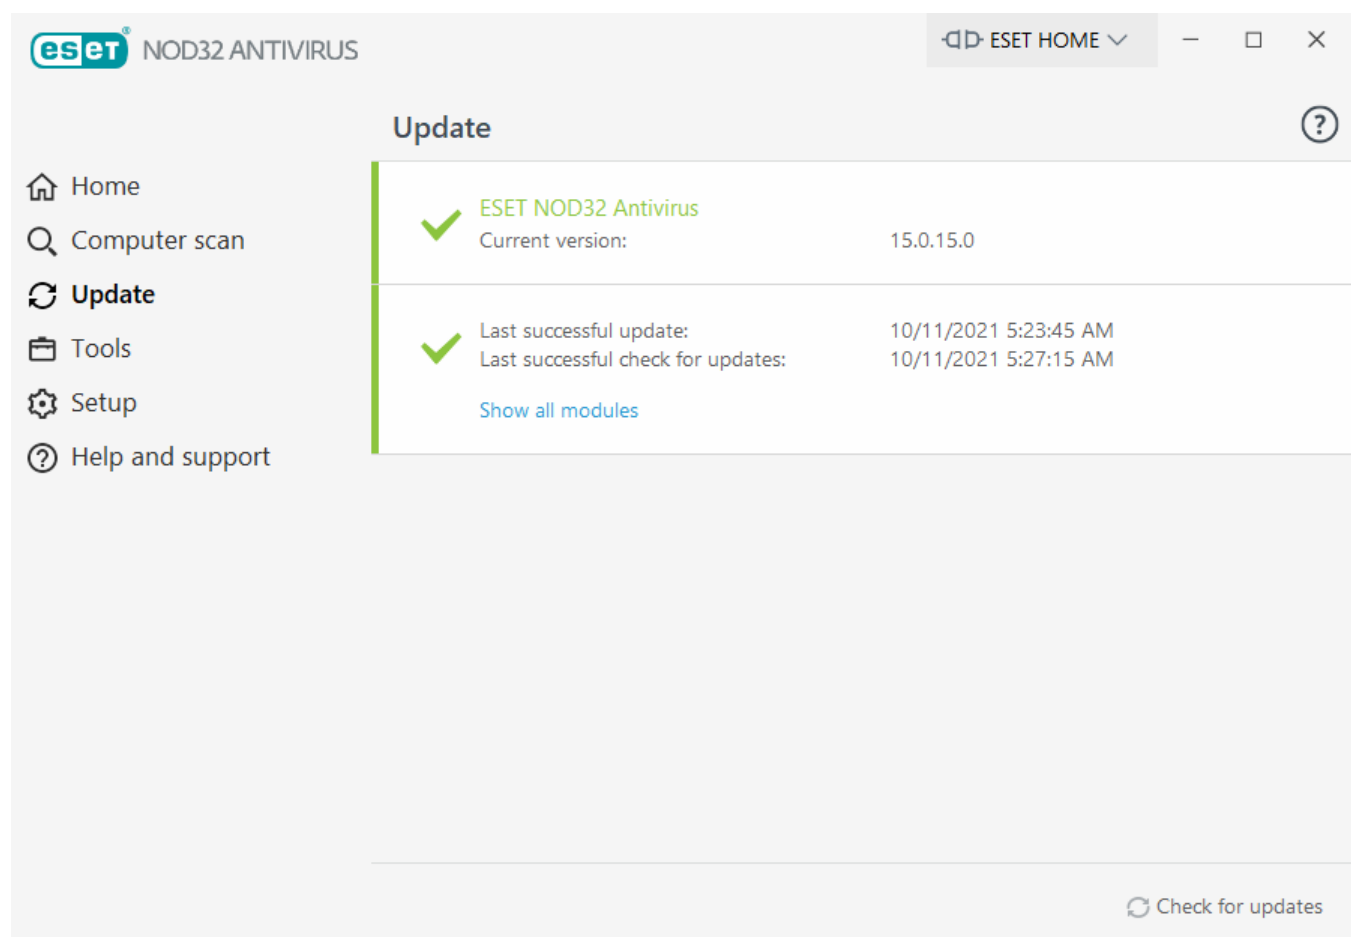 eset® NOD32 ANTIVIRUS
ESET HOME
Update
Home
Computer scan
Update
Tools
Setup
Help and support
ESET NOD32 Antivirus
Current version: 15.0.15.0
Last successful update: 10/11/2021 5:23:45 AM
Last successful check for updates: 10/11/2021 5:27:15 AM
Show all modules
Check for updates